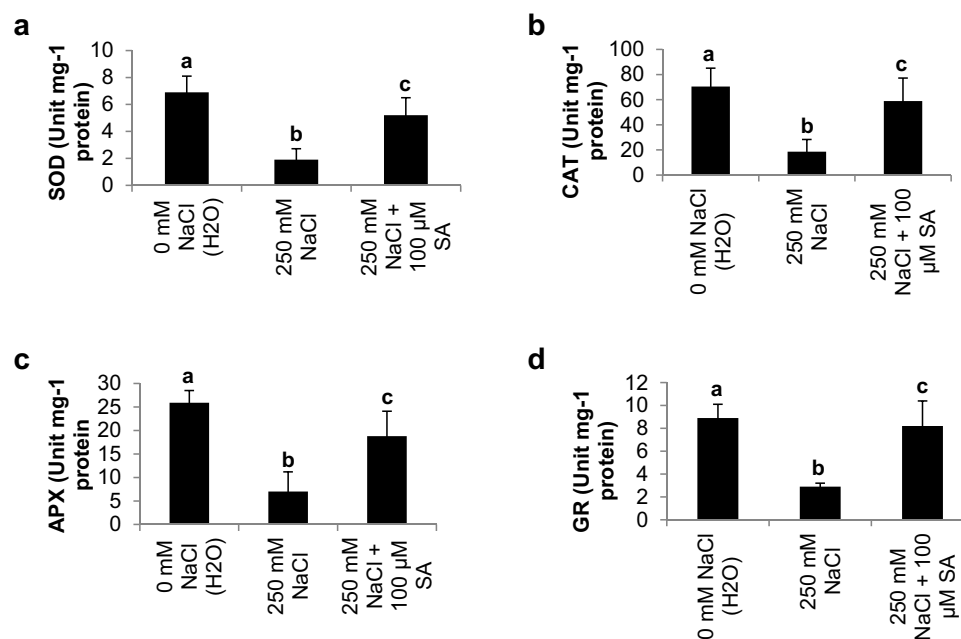 a
SOD (Unit mg-1
protein)
10
8
6
4
2
0
a
b
c
0 mM
NaCl
(H2O)
250 mM
NaCl
250 mM
NaCl +
100 µM
SA
b
CAT (Unit mg-1
protein)
100
80
60
40
20
0
a
b
c
0 mM NaCl
(H2O)
250 mM
NaCl
250 mM
NaCl + 100
µM SA
c
APX (Unit mg-1
protein
30
25
20
15
10
5
0
a
b
c
0 mM
NaCl
(H2O)
250 mM
NaCl
250 mM
NaCl +
100 µM
SA
d
GR (Unit mg-1
protein)
12
10
8
6
4
2
0
a
b
c
0 mM NaCl
(H2O)
250 mM
NaCl
250 mM
NaCl + 100
µM SA